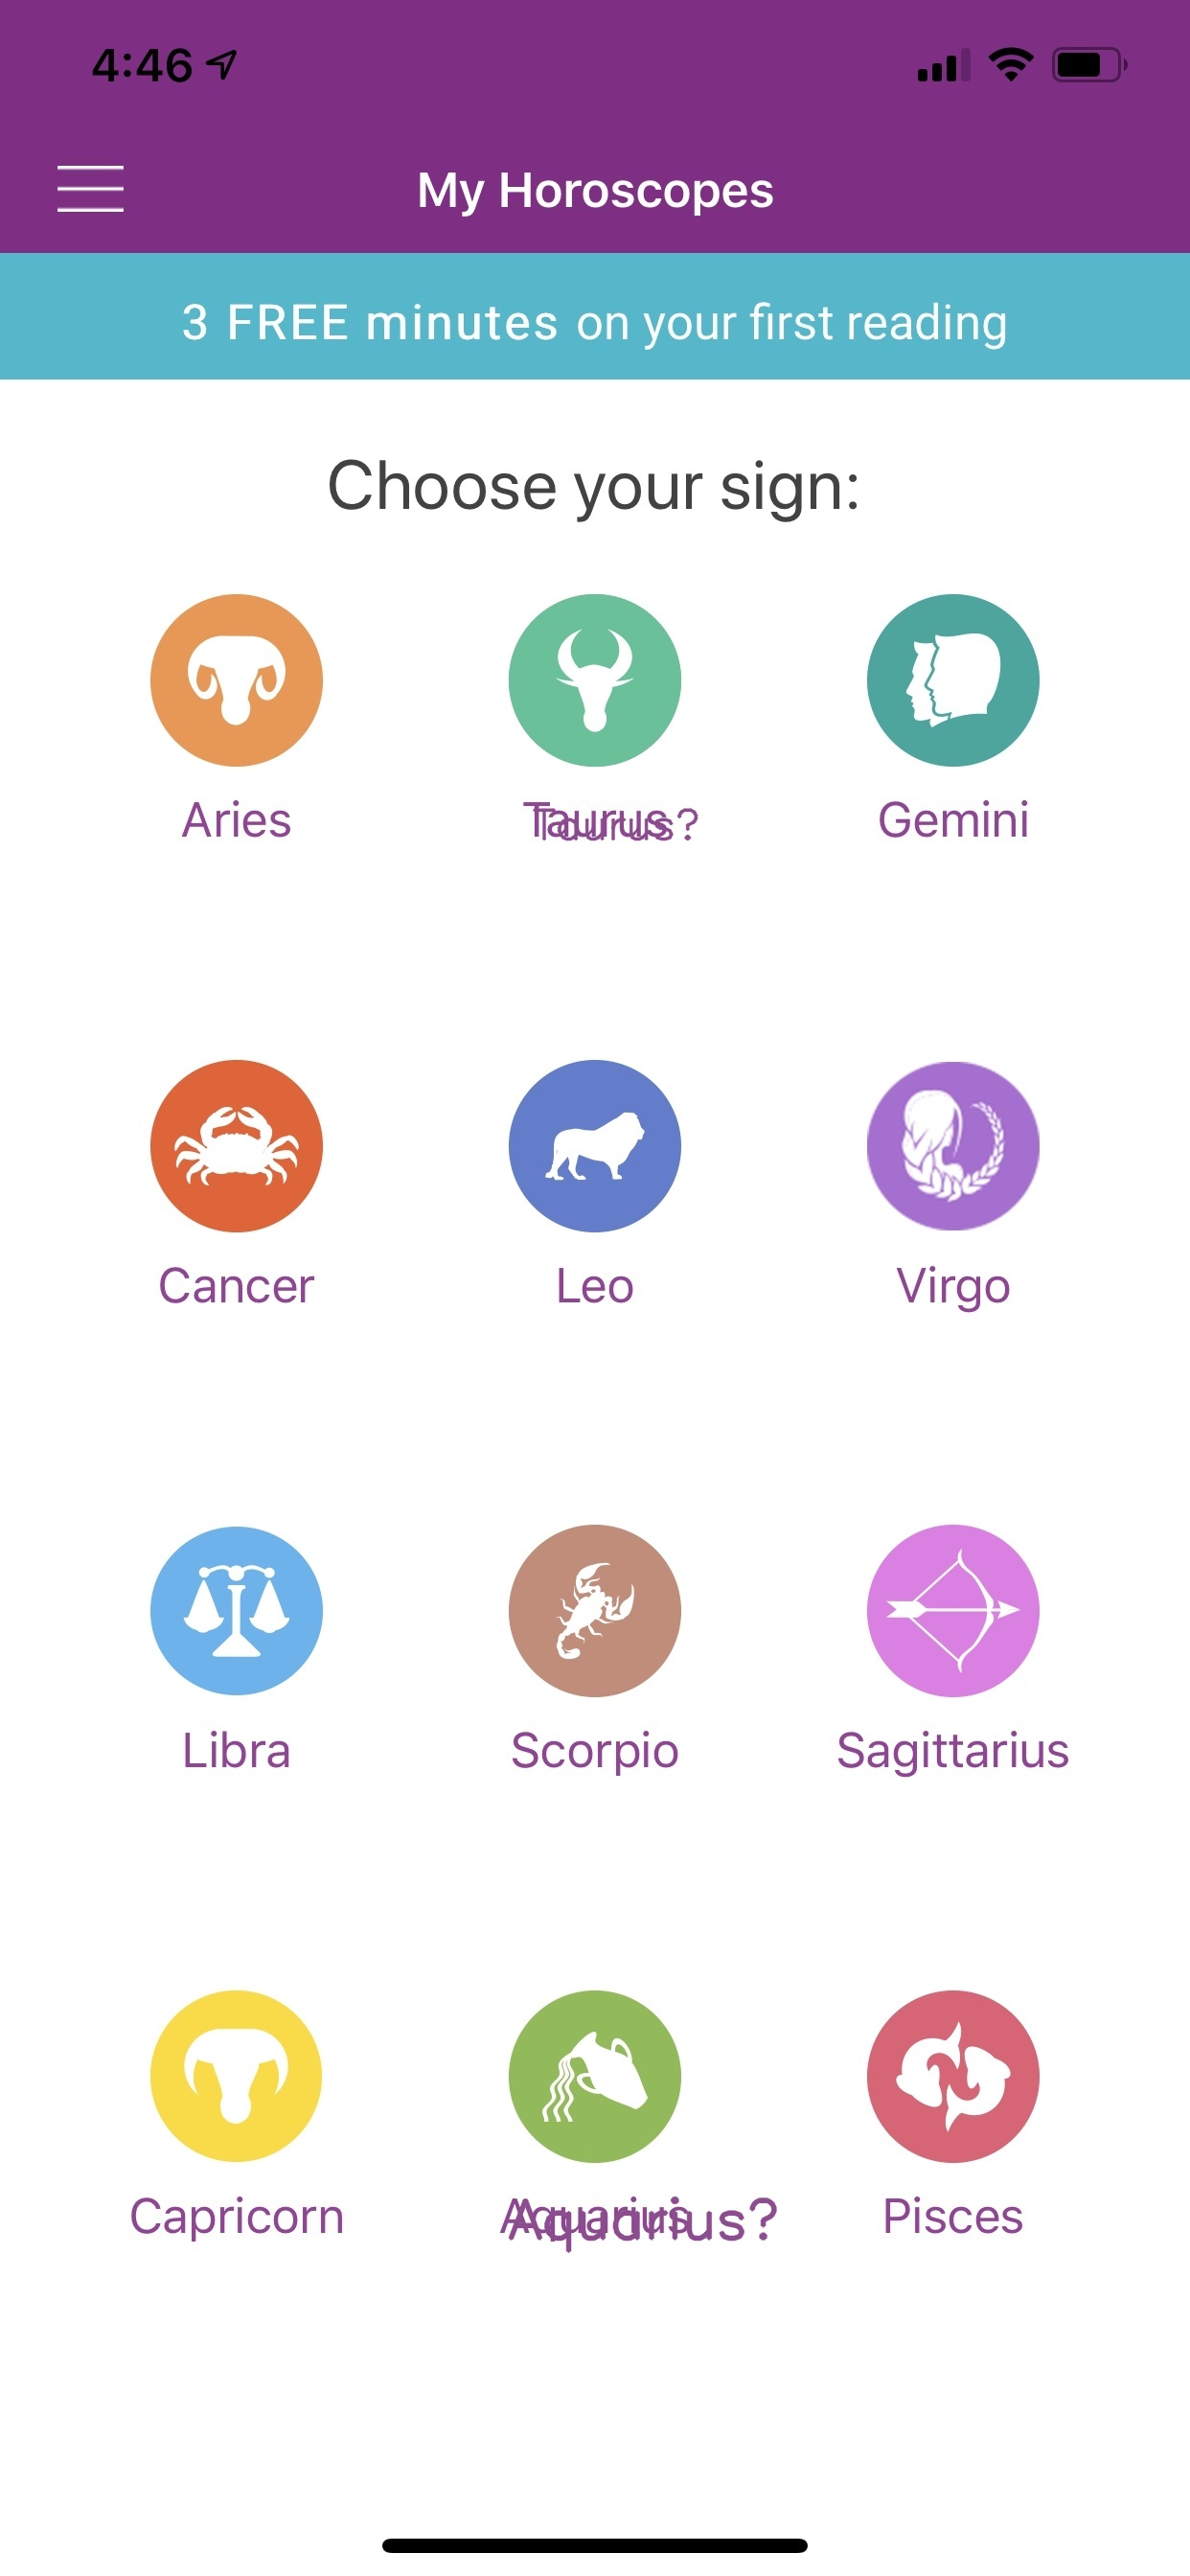 4:46
My Horoscopes
3 FREE minutes on your first reading
Choose your sign:
Aries
Taurus
Taurus?
Gemini
Cancer
Leo
Virgo
Libra
Scorpio
Sagittarius
Capricorn
Aquarius
Aquarius?
Pisces